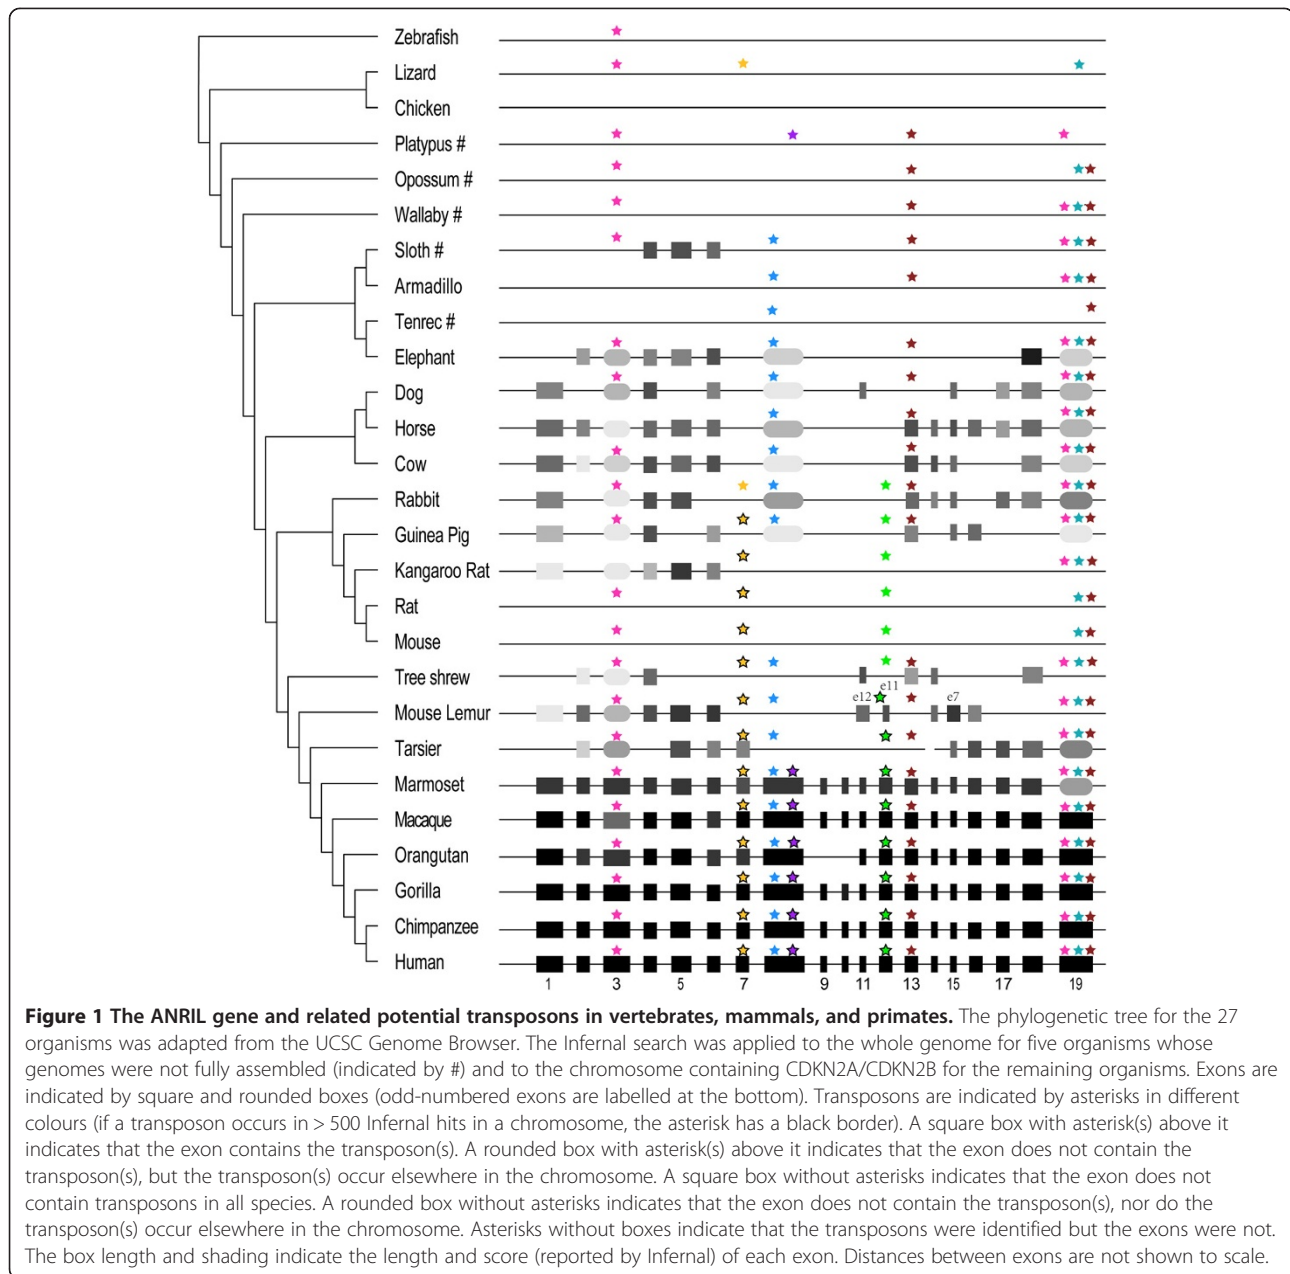 Zebrafish
Lizard
Chicken
Platypus #
Opossum #
Wallaby #
Sloth #
Armadillo
Tenrec #
Elephant
Dog
Horse
Cow
Rabbit
Guinea Pig
Kangaroo Rat
Rat
Mouse
Tree shrew
e11
Mouse Lemur e12 e7
Tarsier
Marmoset
Macaque
Orangutan
Gorilla
Chimpanzee
Human
1 3 5 7 9 11 13 15 17 19
Figure 1 The ANRIL gene and related potential transposons in vertebrates, mammals, and primates. The phylogenetic tree for the 27
organisms was adapted from the UCSC Genome Browser. The Infernal search was applied to the whole genome for five organisms whose
genomes were not fully assembled (indicated by #) and to the chromosome containing CDKN2A/CDKN2B for the remaining organisms. Exons are
indicated by square and rounded boxes (odd-numbered exons are labelled at the bottom). Transposons are indicated by asterisks in different
colours (if a transposon occurs in > 500 Infernal hits in a chromosome, the asterisk has a black border). A square box with asterisk(s) above it
indicates that the exon contains the transposon(s). A rounded box with asterisk(s) above it indicates that the exon does not contain the
transposon(s), but the transposon(s) occur elsewhere in the chromosome. A square box without asterisks indicates that the exon does not
contain transposons in all species. A rounded box without asterisks indicates that the exon does not contain the transposon(s), nor do the
transposon(s) occur elsewhere in the chromosome. Asterisks without boxes indicate that the transposons were identified but the exons were not.
The box length and shading indicate the length and score (reported by Infernal) of each exon. Distances between exons are not shown to scale.